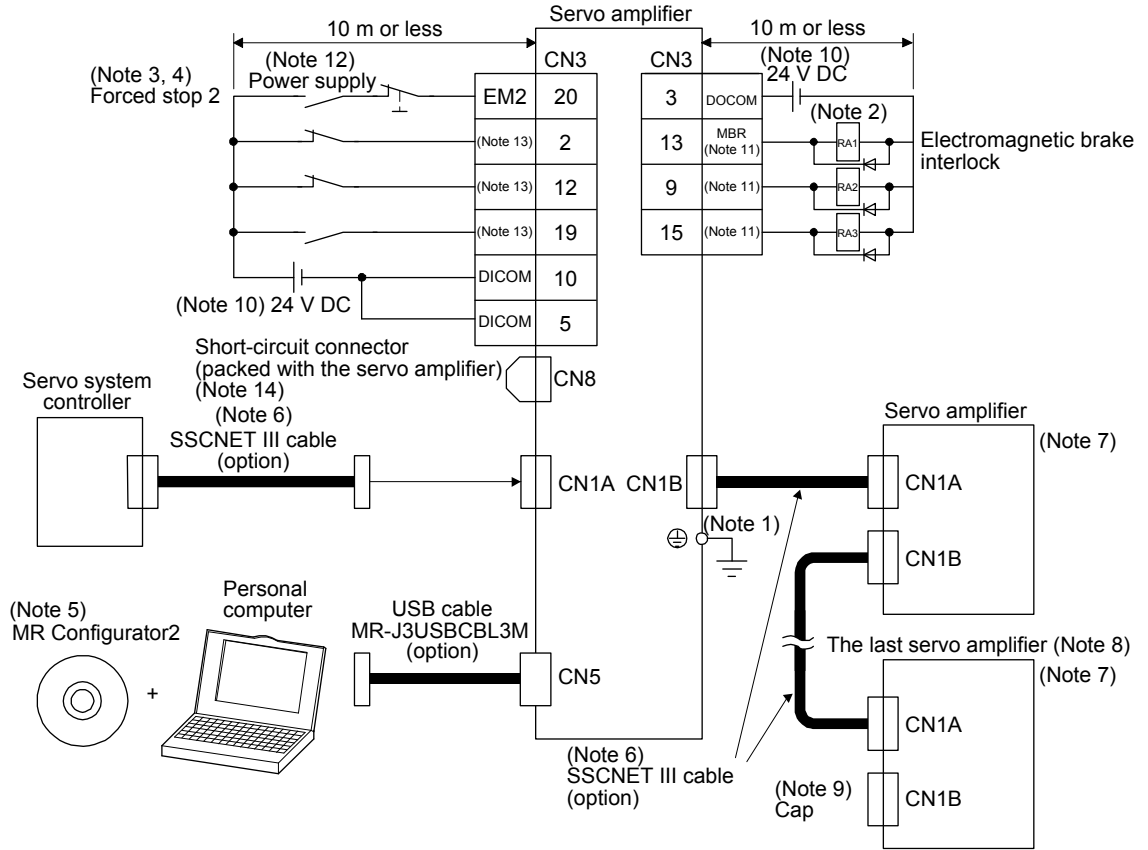 Servo amplifier
10 m or less
10 m or less
(Note 3, 4)
Forced stop 2
(Note 12)
Power supply
CN3
CN3
(Note 10)
24 V DC
EM2
20
3
DOCOM
(Note 2)
(Note 13)
2
13
MBR
(Note 11)
RA1
Electromagnetic brake
interlock
(Note 13)
12
9
(Note 11)
RA2
(Note 13)
19
15
(Note 11)
RA3
DICOM
10
(Note 10) 24 V DC
DICOM
5
Short-circuit connector
(packed with the servo amplifier)
(Note 14)
CN8
Servo system
controller
(Note 6)
SSCNET III cable
(option)
CN1A
CN1B
Servo amplifier
(Note 7)
CN1A
(Note 1)
CN1B
(Note 5)
MR Configurator2
+
Personal
computer
USB cable
MR-J3USBCBL3M
(option)
CN5
The last servo amplifier (Note 8)
(Note 7)
CN1A
(Note 6)
SSCNET III cable
(option)
(Note 9)
Cap
CN1B